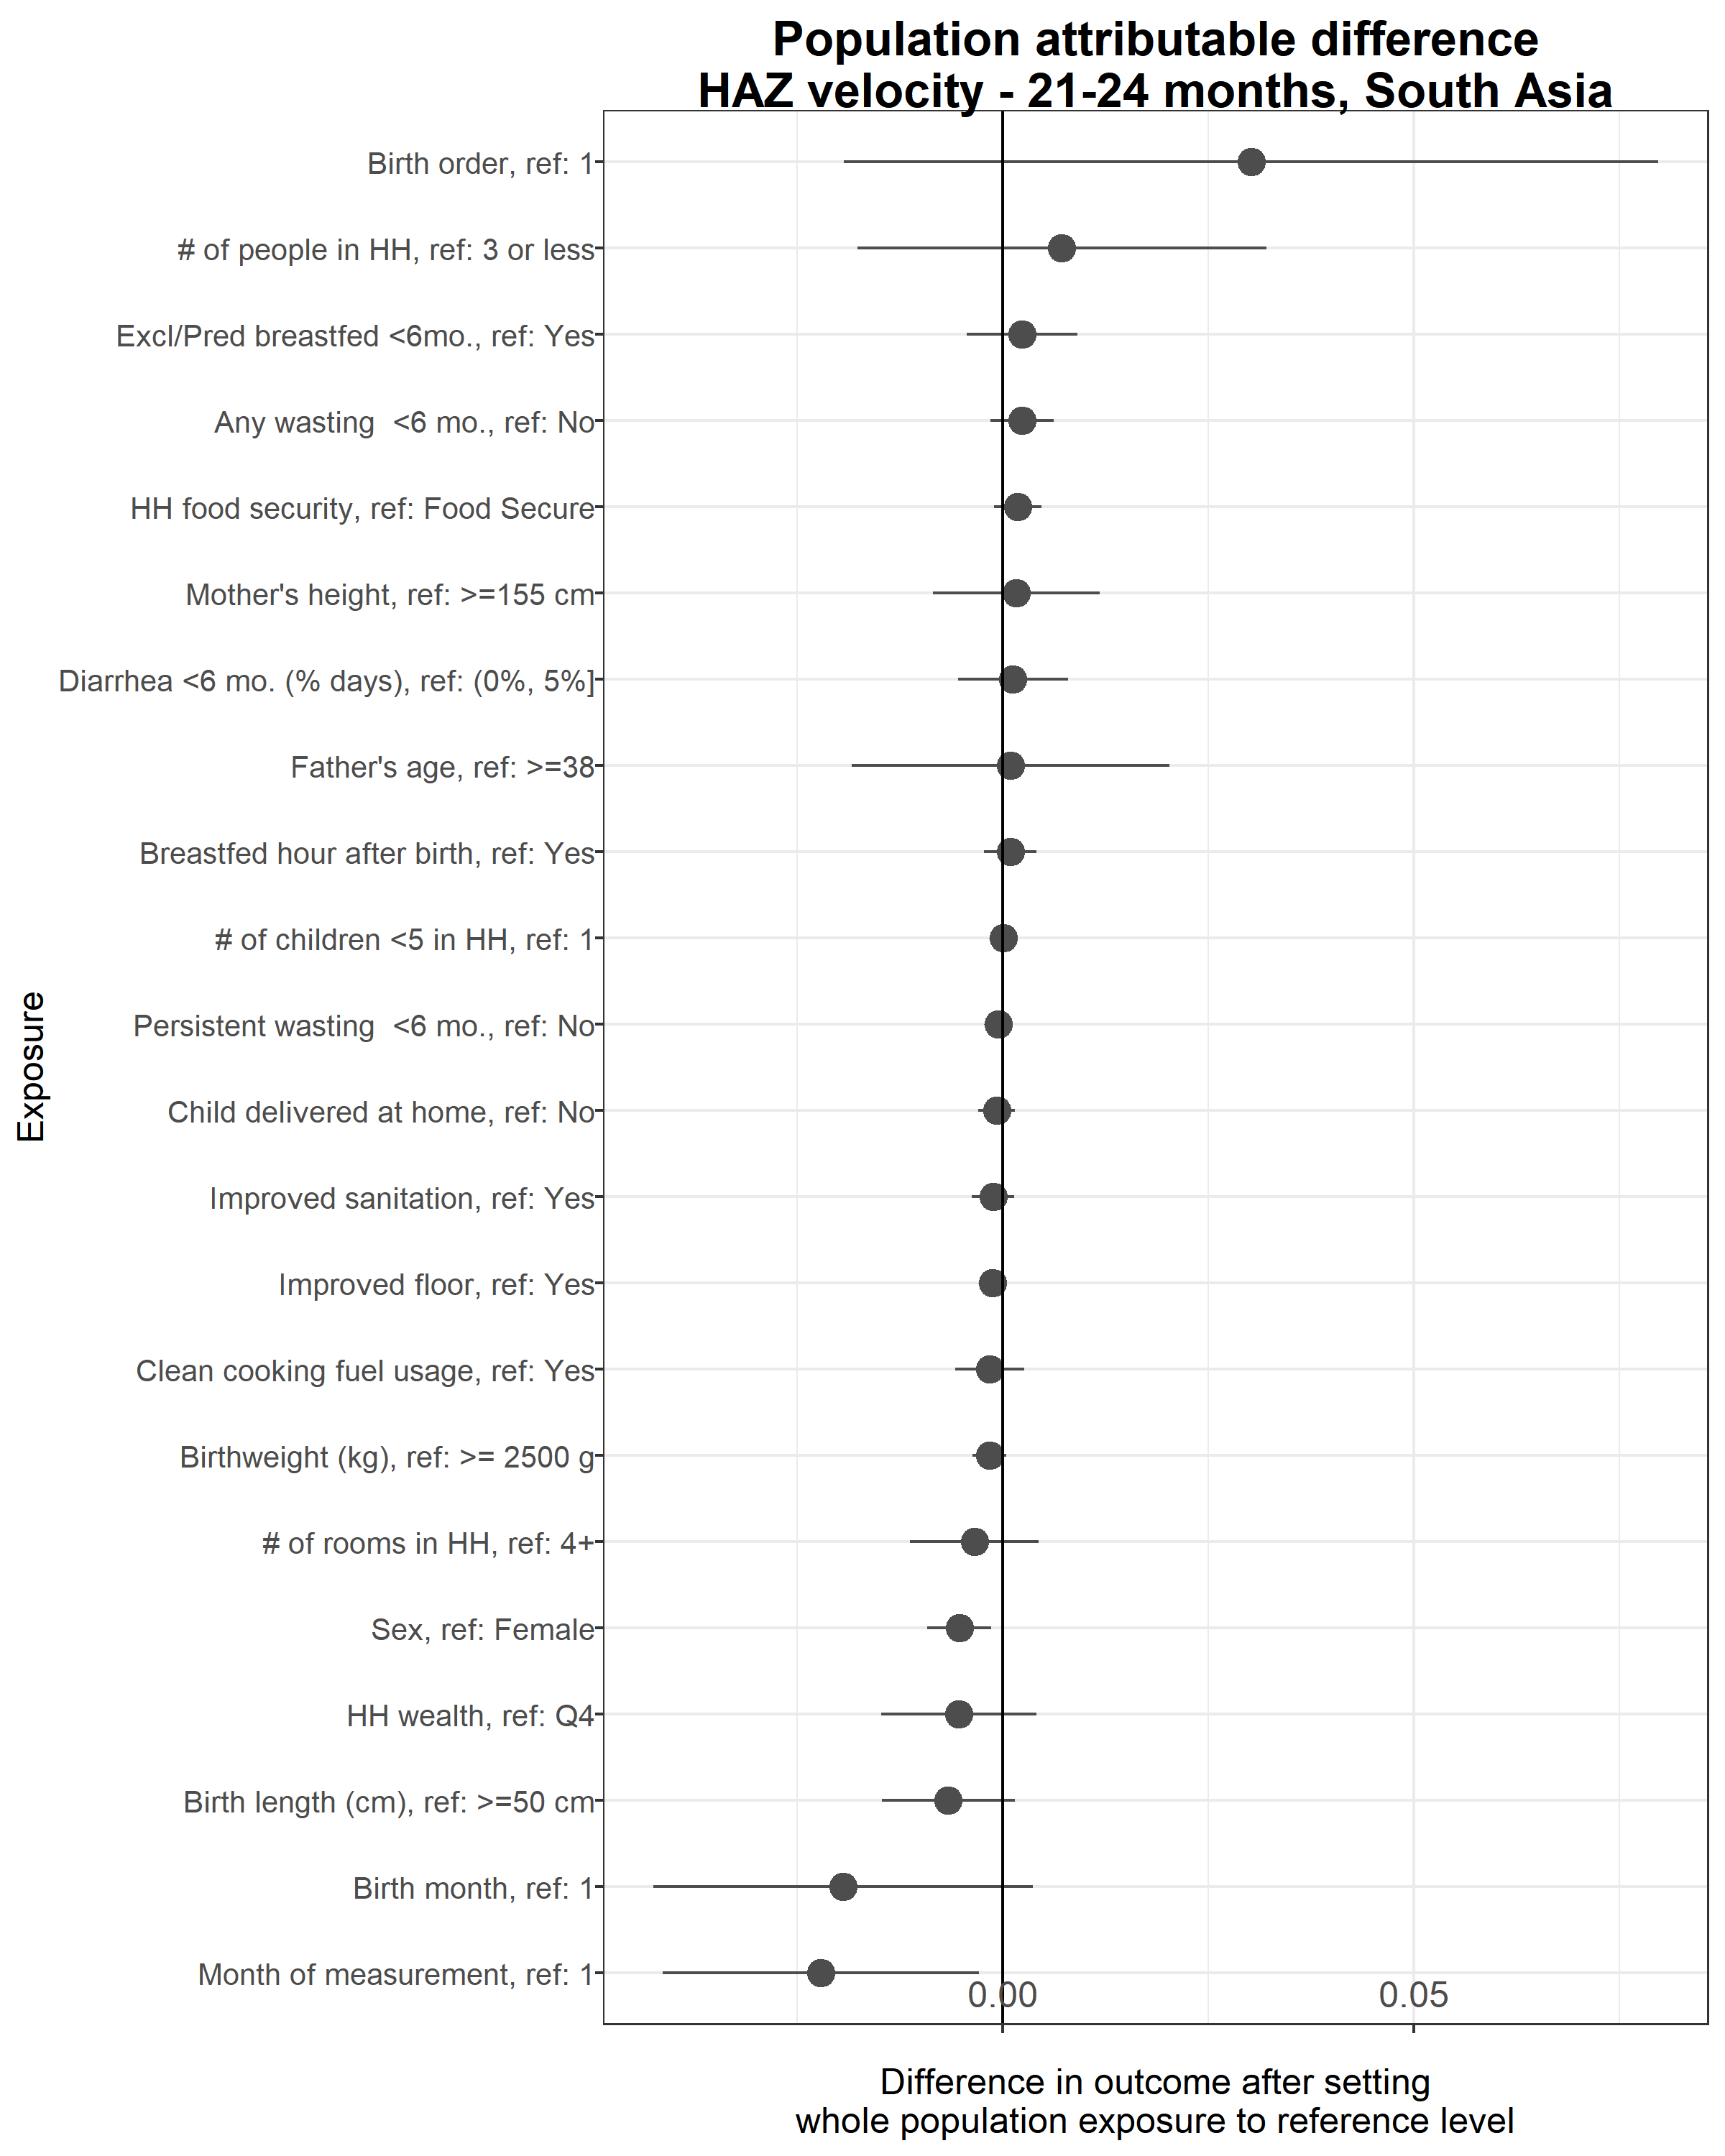 Population attributable difference
HAZ velocity - 21-24 months, South Asia
Birth order, ref: 1
# of people in HH, ref: 3 or less
Excl/Pred breastfed <6mo., ref: Yes
Any wasting  <6 mo., ref: No
HH food security, ref: Food Secure
Mother's height, ref: >=155 cm
Diarrhea <6 mo. (% days), ref: (0%, 5%]
Father's age, ref: >=38
Breastfed hour after birth, ref: Yes
# of children <5 in HH, ref: 1
Persistent wasting  <6 mo., ref: No
Child delivered at home, ref: No
Improved sanitation, ref: Yes
Improved floor, ref: Yes
Clean cooking fuel usage, ref: Yes
Birthweight (kg), ref: >= 2500 g
# of rooms in HH, ref: 4+
Sex, ref: Female
HH wealth, ref: Q4
Birth length (cm), ref: >=50 cm
Birth month, ref: 1
Month of measurement, ref: 1
Exposure
0.00 0.05
Difference in outcome after setting
whole population exposure to reference level